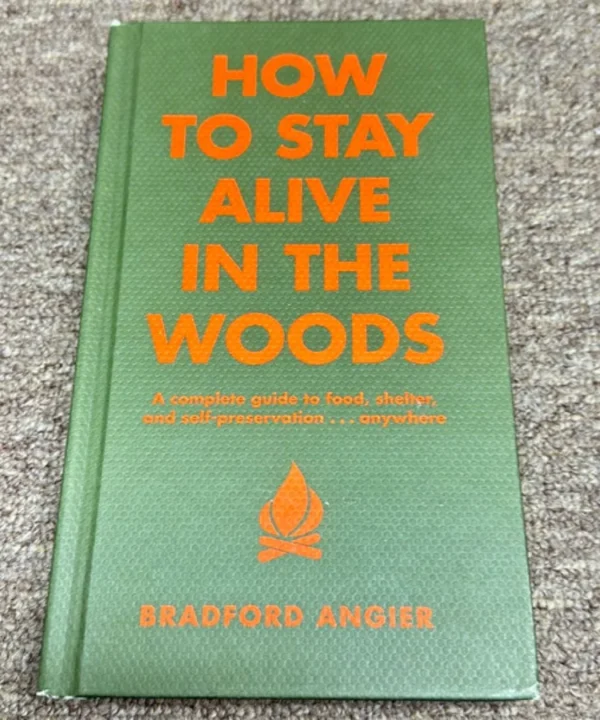 HOW
TO STAY
ALIVE
IN THE
WOODS
A complete guide to food, shelter,
and self-preservation . . . anywhere
BRADFORD ANGIER